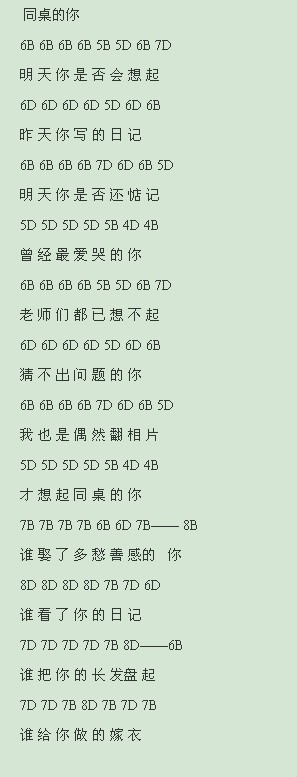 同桌的你
6B 6B 6B 6B 5B 5D 6B 7D
明 天 你 是 否 会 想 起
6D 6D 6D 6D 5D 6D 6B
昨 天 你 写 的 日 记
6B 6B 6B 6B 7D 6D 6B 5D
明 天 你 是 否 还 惦 记
5D 5D 5D 5D 5B 4D 4B
曾 经 最 爱 哭 的 你
6B 6B 6B 6B 5B 5D 6B 7D
老 师 们 都 已 想 不 起
6D 6D 6D 6D 5D 6D 6B
猜 不 出 问 题 的 你
6B 6B 6B 6B 7D 6D 6B 5D
我 也 是 偶 然 翻 相 片
5D 5D 5D 5D 5B 4D 4B
才 想 起 同 桌 的 你
7B 7B 7B 7B 6B 6D 7B—— 8B
谁 娶 了 多 愁 善 感 的 你
8D 8D 8D 8D 7B 7D 6D
谁 看 了 你 的 日 记
7D 7D 7D 7D 7B 8D——6B
谁 把 你 的 长 发 盘 起
7D 7D 7B 8D 7B 7D 7B
谁 给 你 做 的 嫁 衣